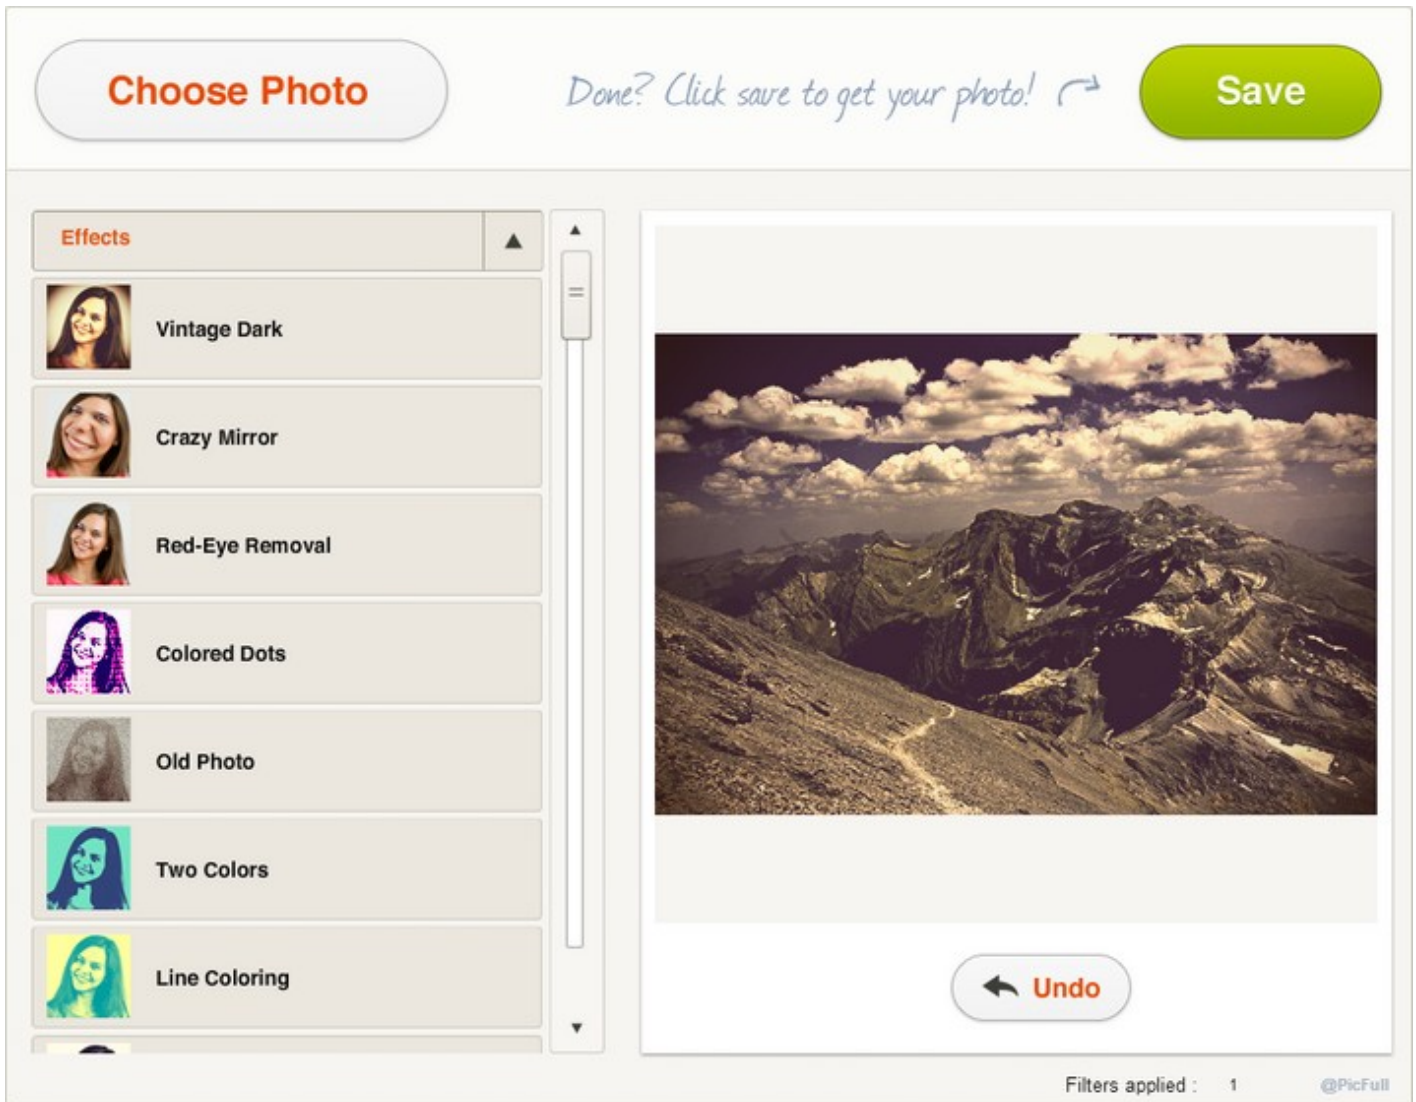 Choose Photo
Done? Click save to get your photo!
Save
Effects
Vintage Dark
Crazy Mirror
Red-Eye Removal
Colored Dots
Old Photo
Two Colors
Line Coloring
Undo
Filters applied : 1
@PicFull